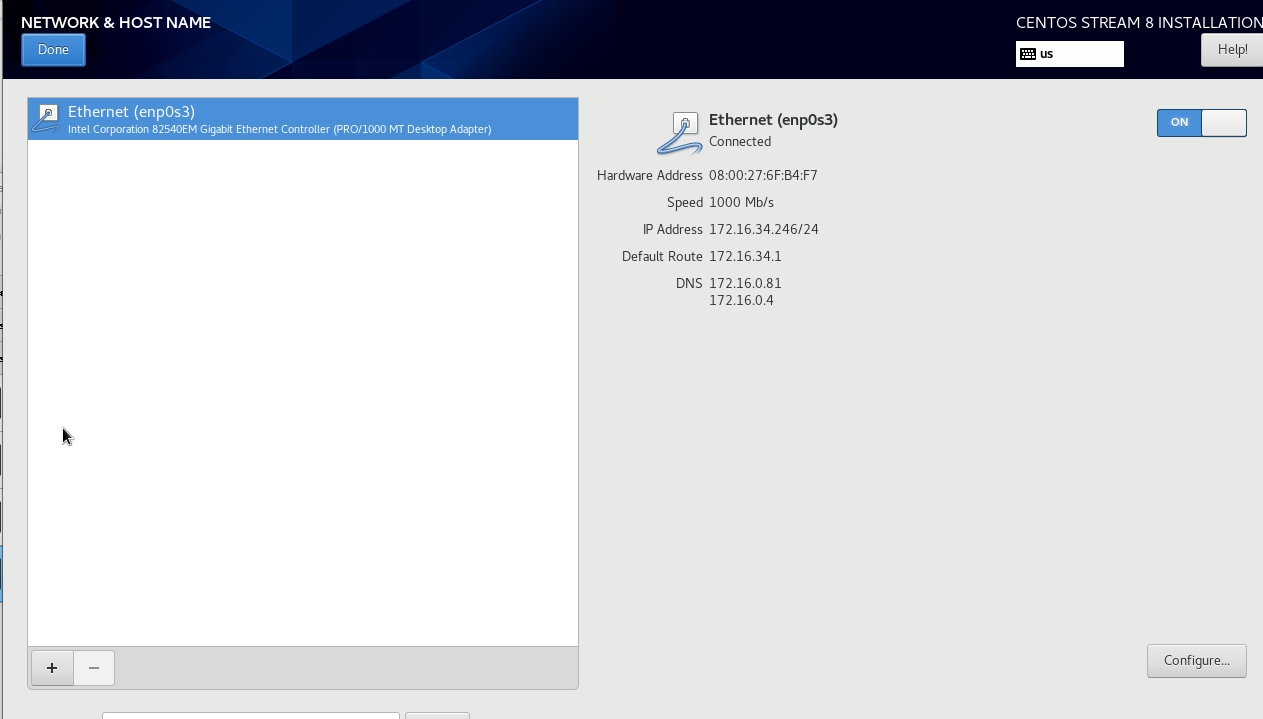 NETWORK & HOST NAME
CENTOS STREAM 8 INSTALLATION
Done
us
Help!
Ethernet (enp0s3)
Intel Corporation 82540EM Gigabit Ethernet Controller (PRO/1000 MT Desktop Adapter)
Ethernet (enp0s3)
Connected
ON
Hardware Address 08:00:27:6F:B4:F7
Speed 1000 Mb/s
IP Address 172.16.34.246/24
Default Route 172.16.34.1
DNS 172.16.0.81
172.16.0.4
+ −
Configure...